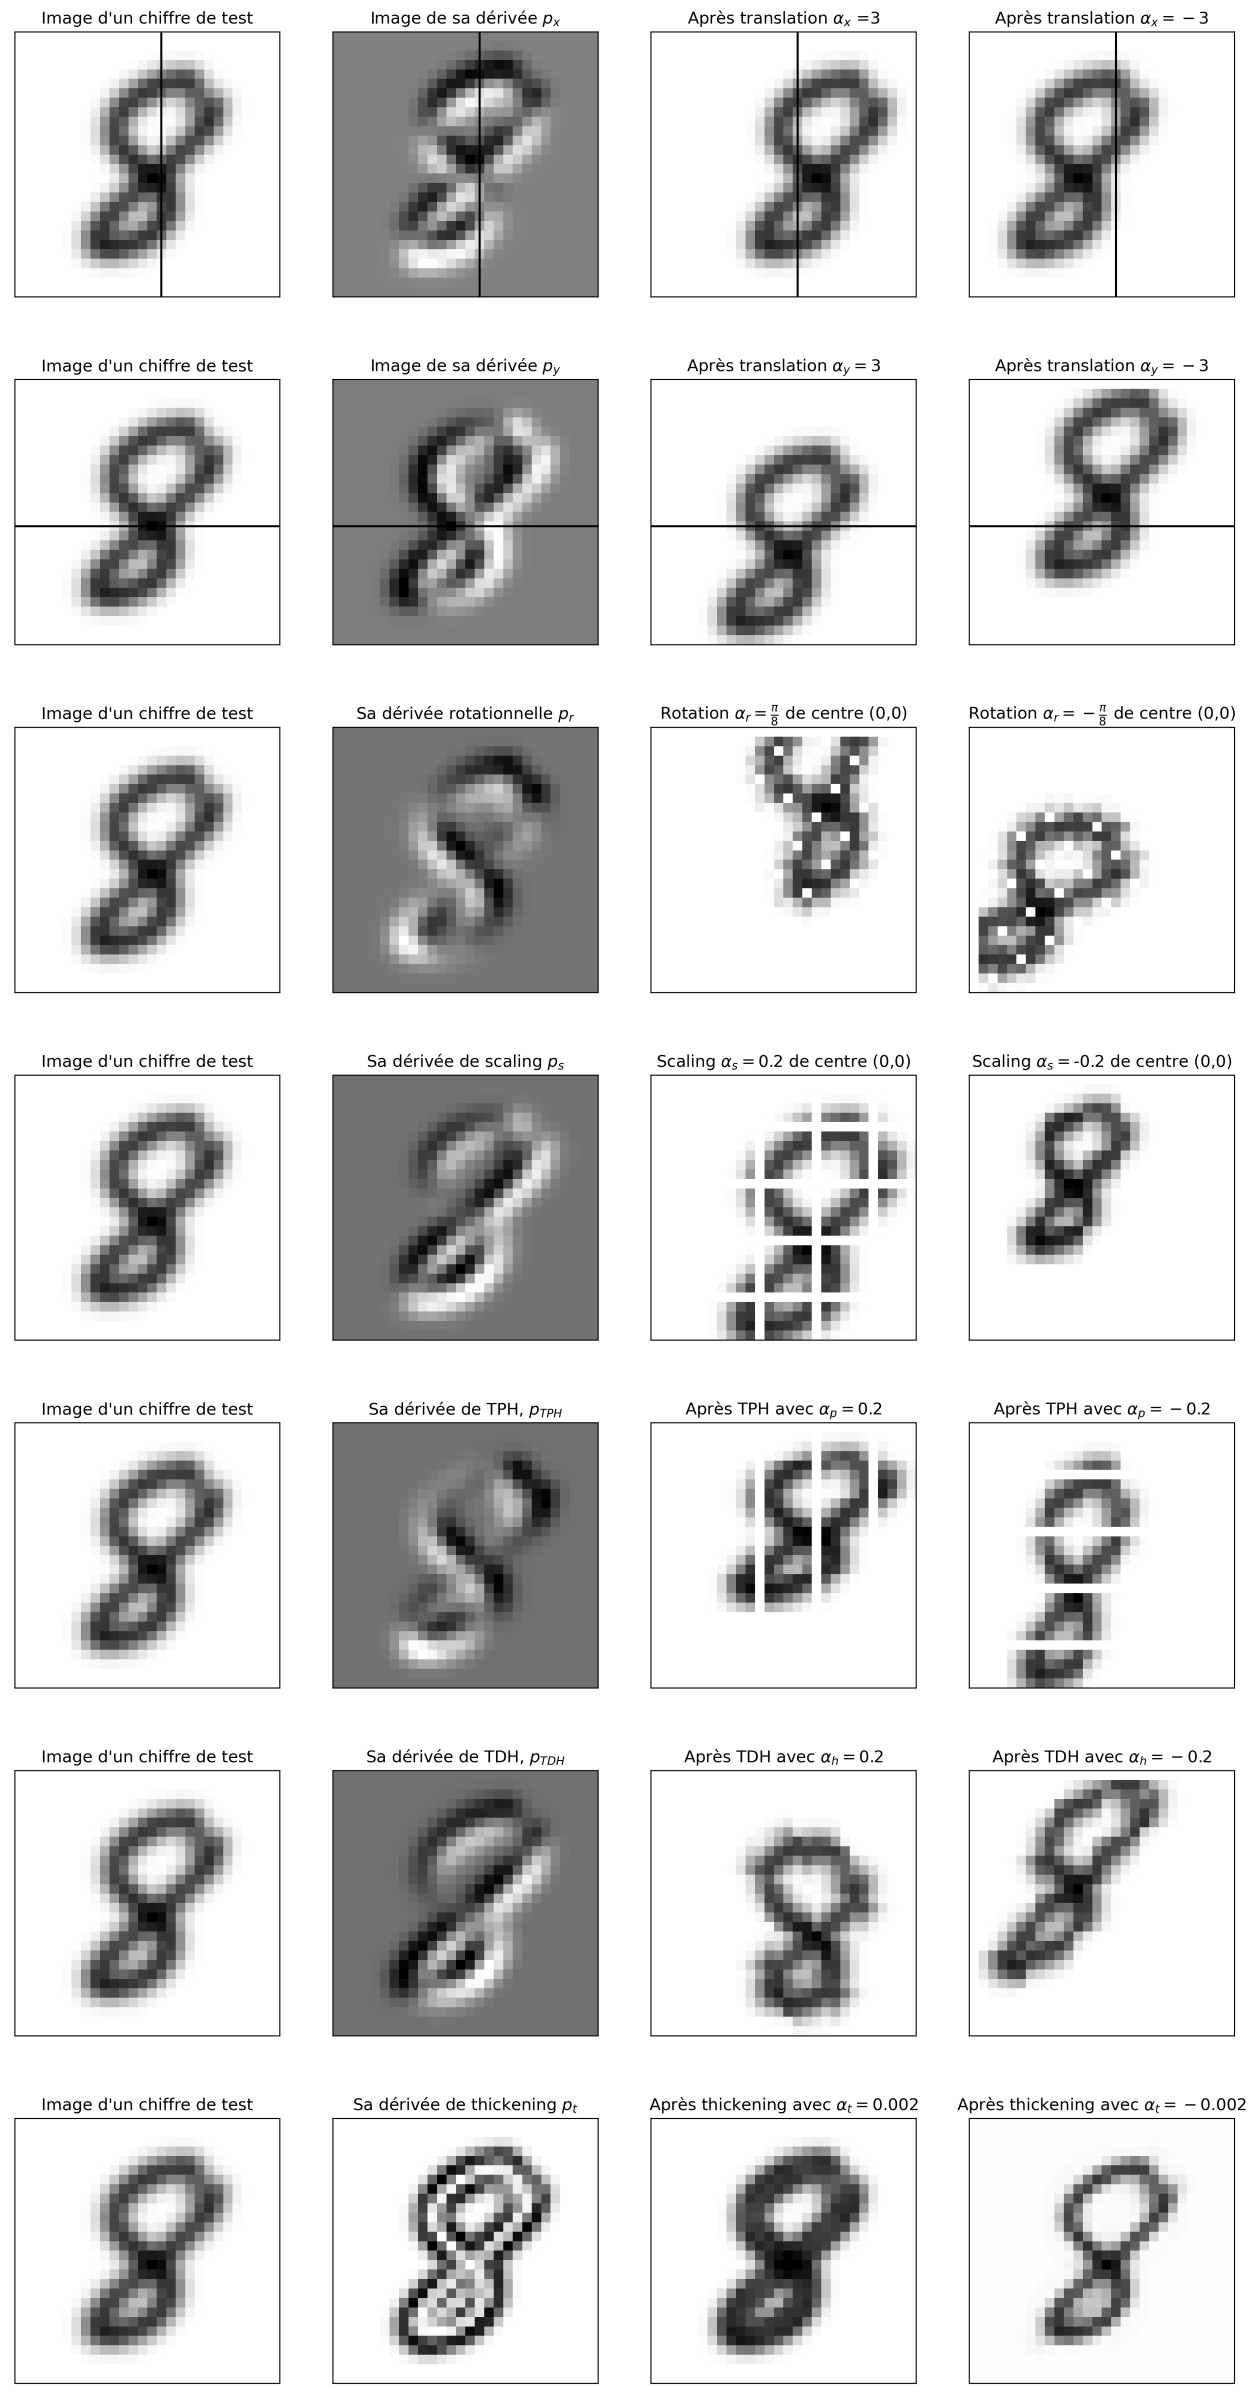 Image d'un chiffre de test
Image de sa dérivée pₓ
Après translation αₓ =3
Après translation αₓ = − 3
Image d'un chiffre de test
Image de sa dérivée p_y
Après translation α_y = 3
Après translation α_y = − 3
Image d'un chiffre de test
Sa dérivée rotationnelle p_r
Rotation α_r = π/8 de centre (0,0)
Rotation α_r = − π/8 de centre (0,0)
Image d'un chiffre de test
Sa dérivée de scaling p_s
Scaling α_s = 0.2 de centre (0,0)
Scaling α_s = -0.2 de centre (0,0)
Image d'un chiffre de test
Sa dérivée de TPH, p_TPH
Après TPH avec α_p = 0.2
Après TPH avec α_p = − 0.2
Image d'un chiffre de test
Sa dérivée de TDH, p_TDH
Après TDH avec α_h = 0.2
Après TDH avec α_h = − 0.2
Image d'un chiffre de test
Sa dérivée de thickening p_t
Après thickening avec α_t = 0.002
Après thickening avec α_t = − 0.002